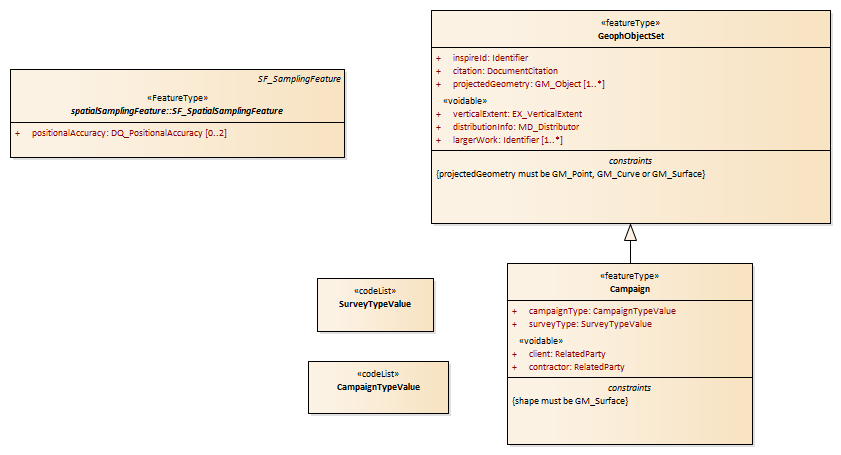 SF_SamplingFeature
«FeatureType»
spatialSamplingFeature::SF_SpatialSamplingFeature
+ positionalAccuracy: DQ_PositionalAccuracy [0..2]
«featureType»
GeophObjectSet
+ inspireId: Identifier
+ citation: DocumentCitation
+ projectedGeometry: GM_Object [1..*]
«voidable»
+ verticalExtent: EX_VerticalExtent
+ distributionInfo: MD_Distributor
+ largerWork: Identifier [1..*]
constraints
{projectedGeometry must be GM_Point, GM_Curve or GM_Surface}
«codeList»
SurveyTypeValue
«codeList»
CampaignTypeValue
«featureType»
Campaign
+ campaignType: CampaignTypeValue
+ surveyType: SurveyTypeValue
«voidable»
+ client: RelatedParty
+ contractor: RelatedParty
constraints
{shape must be GM_Surface}